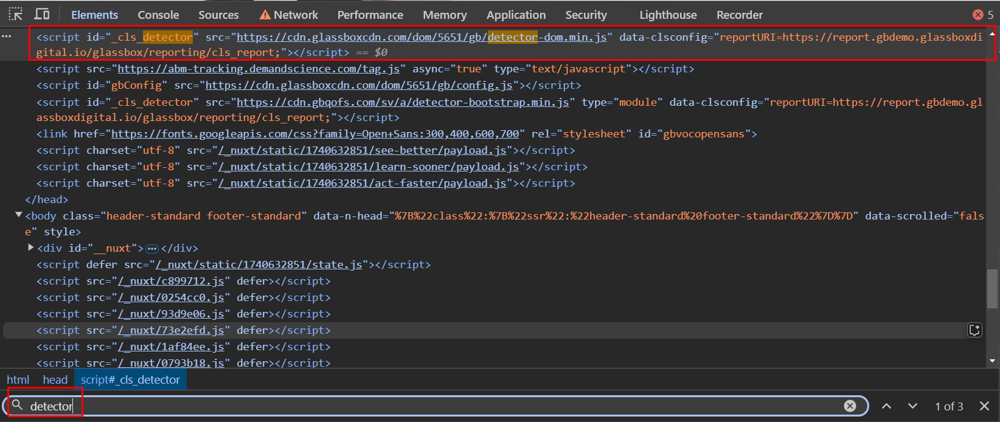 Elements Console Sources Network Performance Memory Application Security Lighthouse Recorder 5
<script id="_cls_detector" src="https://cdn.glassboxcdn.com/dom/5651/gb/detector-dom.min.js" data-clsconfig="reportURI=https://report.gbdemo.glassboxdi
gital.io/glassbox/reporting/cls_report;"></script> == $0
<script src="https://abm-tracking.demandscience.com/tag.js" async="true" type="text/javascript"></script>
<script id="gbConfig" src="https://cdn.glassboxcdn.com/dom/5651/gb/config.js"></script>
<script id="_cls_detector" src="https://cdn.gbqofs.com/sv/a/detector-bootstrap.min.js" type="module" data-clsconfig="reportURI=https://report.gbdemo.gl
assboxdigital.io/glassbox/reporting/cls_report;"></script>
<link href="https://fonts.googleapis.com/css?family=Open+Sans:300,400,600,700" rel="stylesheet" id="gbvocopensans">
<script charset="utf-8" src="/_nuxt/static/1740632851/see-better/payload.js"></script>
<script charset="utf-8" src="/_nuxt/static/1740632851/learn-sooner/payload.js"></script>
<script charset="utf-8" src="/_nuxt/static/1740632851/act-faster/payload.js"></script>
</head>
<body class="header-standard footer-standard" data-n-head="%7B%22class%22:%7B%22ssr%22:%22header-standard%20footer-standard%22%7D%7D" data-scrolled="fals
e" style>
<div id="__nuxt">…</div>
<script defer src="/_nuxt/static/1740632851/state.js"></script>
<script src="/_nuxt/c899712.js" defer></script>
<script src="/_nuxt/0254cc0.js" defer></script>
<script src="/_nuxt/93d9e06.js" defer></script>
<script src="/_nuxt/73e2efd.js" defer></script>
<script src="/_nuxt/1af84ee.js" defer></script>
<script src="/_nuxt/0793b18.js" defer></script>
html head script#_cls_detector
detector 1 of 3